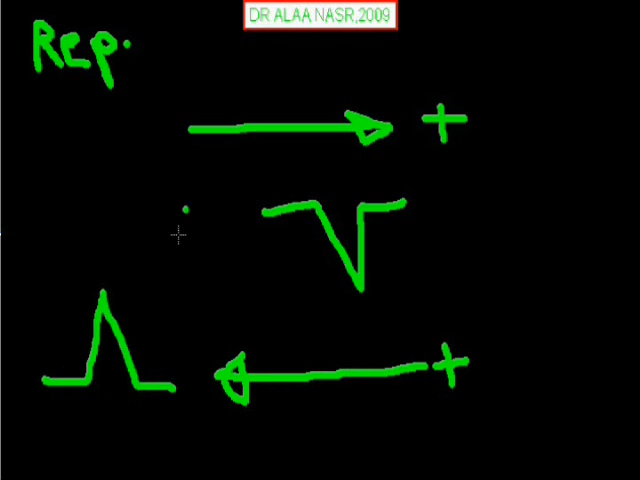 DR ALAA NASR,2009
Rep.
+
+